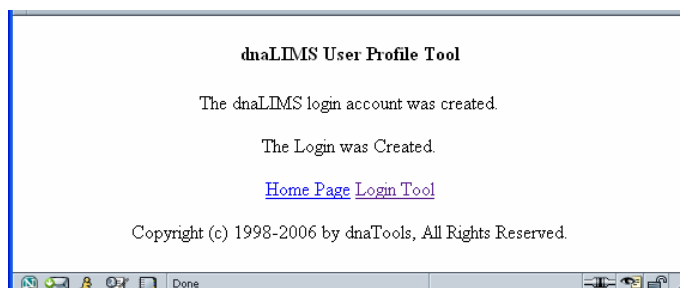 dnaLIMS User Profile Tool
The dnaLIMS login account was created.
The Login was Created.
Home Page Login Tool
Copyright (c) 1998-2006 by dnaTools, All Rights Reserved.
Done